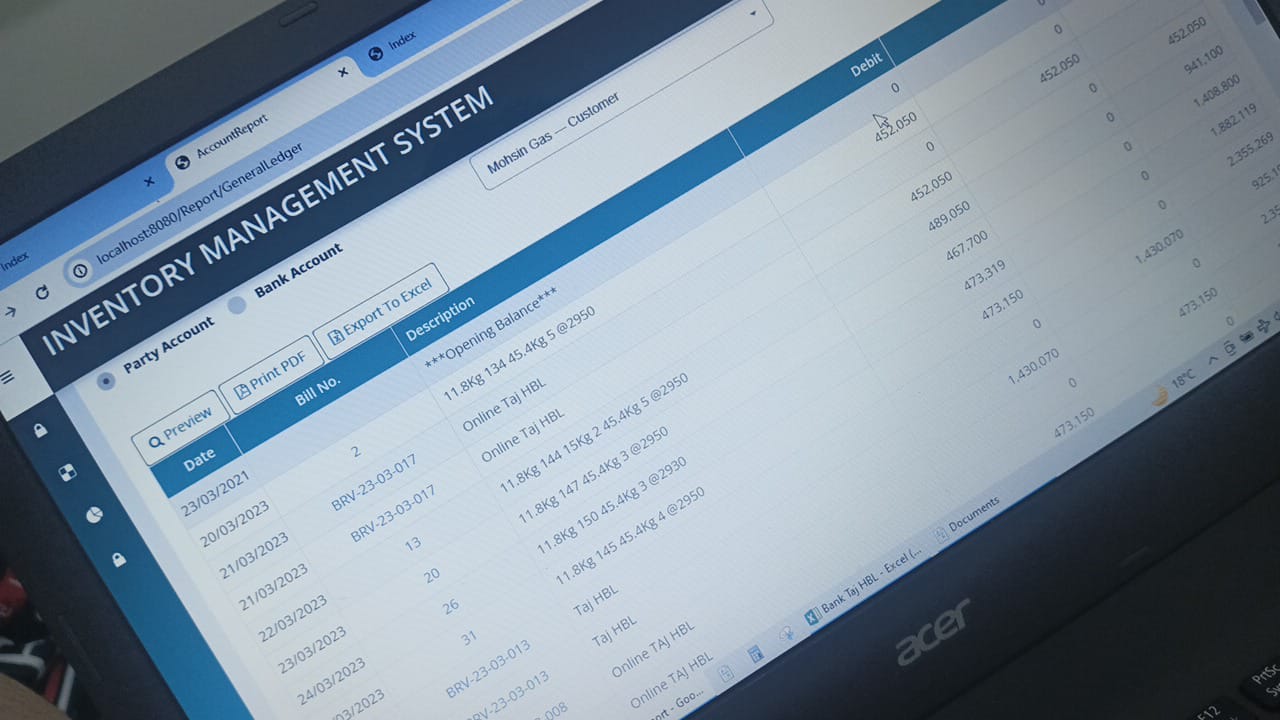 Index
AccountReport
Index
localhost:8080/Report/GeneralLedger
INVENTORY MANAGEMENT SYSTEM
Party Account Bank Account
Mohsin Gas — Customer
Preview Print PDF Export To Excel
Date Bill No. Description Debit
23/03/2021 ***Opening Balance*** 0 0
20/03/2023 2 11.8Kg 134 45.4Kg 5 @2950 452.050 0
21/03/2023 BRV-23-03-017 Online Taj HBL 0 452.050
21/03/2023 BRV-23-03-017 Online Taj HBL 452.050 0 452.050
22/03/2023 13 11.8Kg 144 15Kg 2 45.4Kg 5 @2950 489.050 0 941.100
23/03/2023 20 11.8Kg 147 45.4Kg 3 @2950 467.700 0 1.408.800
24/03/2023 26 11.8Kg 150 45.4Kg 3 @2930 473.319 0 1.882.119
/03/2023 31 11.8Kg 145 45.4Kg 4 @2950 473.150 0 2.355.269
BRV-23-03-013 Taj HBL 0 1.430.070 925.1
RV-23-03-013 Taj HBL 1.430.070 0 2.35
008 Online TAJ HBL 0 473.150
Online TAJ HBL 473.150 0
ort - Goo... Bank Taj HBL - Excel (... Documents 18°C
acer
F12
PrtSc